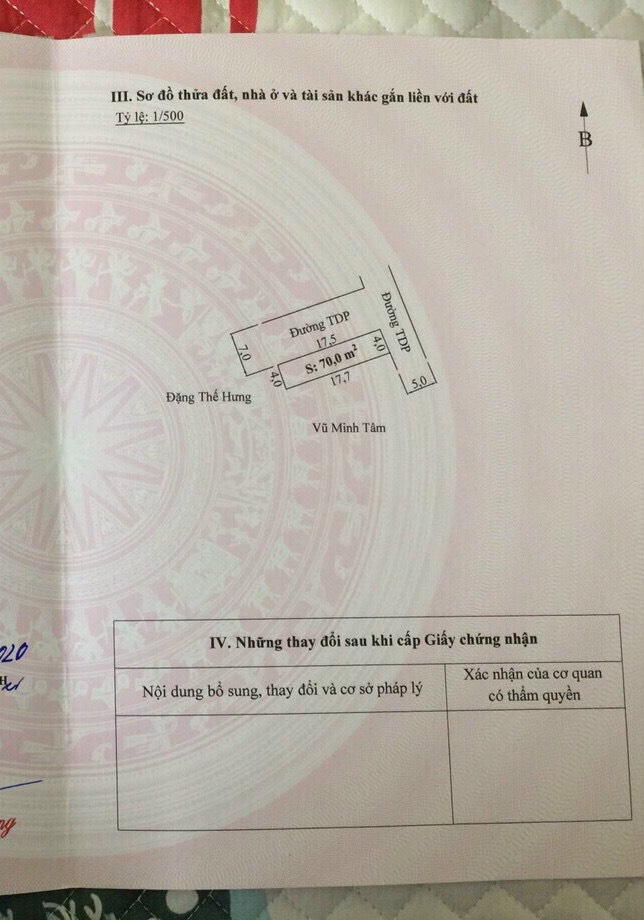 III. Sơ đồ thửa đất, nhà ở và tài sản khác gắn liền với đất
Tỷ lệ: 1/500
B
Đường TDP
Đường TDP
7,0
17,5
4,0
S: 70,0 m²
4,0
17,7
5,0
Đặng Thế Hưng
Vũ Minh Tâm
IV. Những thay đổi sau khi cấp Giấy chứng nhận
Nội dung bổ sung, thay đổi và cơ sở pháp lý
Xác nhận của cơ quan
có thẩm quyền
020
H
ng